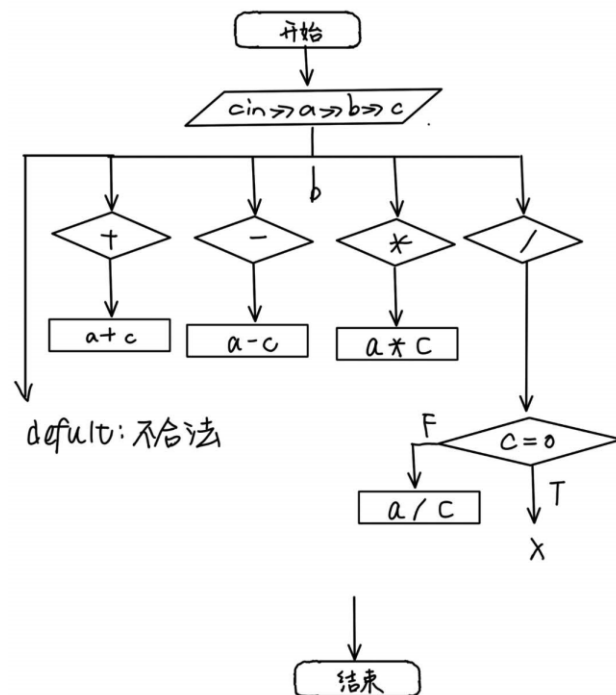 开始
cin>>a>>b>>c
b
+
-
*
/
a+c
a-c
a*c
defult: 不合法
F
c=0
a/c
T
X
结束